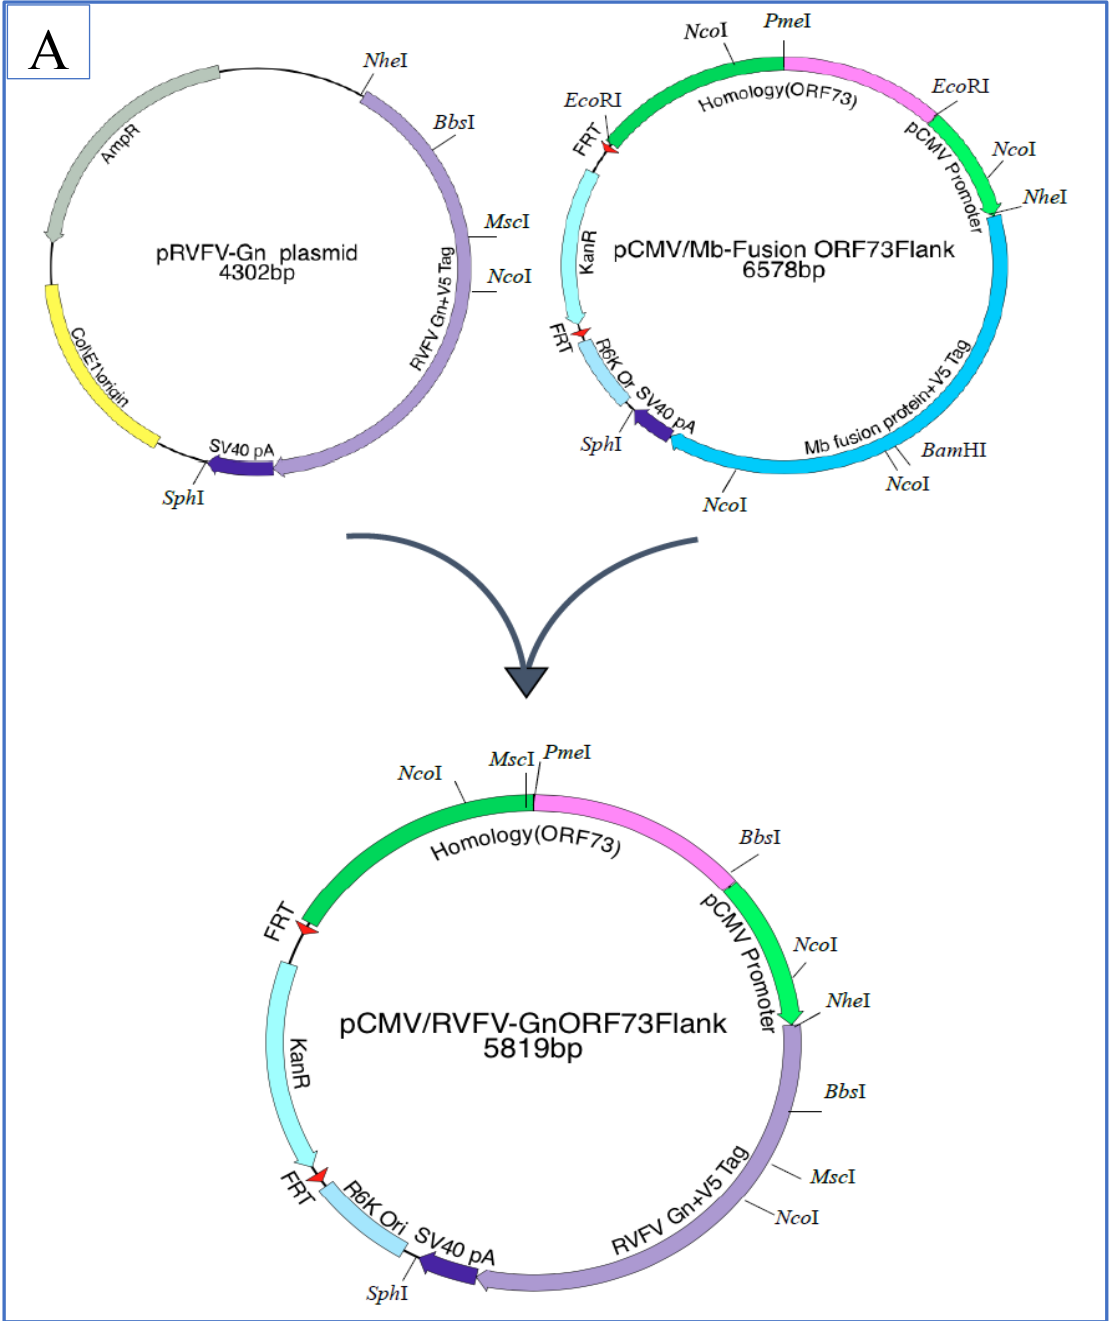 A
NheI
BbsI
MscI
NcoI
AmpR
pRVFV-Gn plasmid
4302bp
RVFV Gn+V5 Tag
ColE1\origin
SV40 pA
SphI
NcoI
PmeI
EcoRI
EcoRI
Homology(ORF73)
FRT
pCMV Promoter
NcoI
NheI
KanR
pCMV/Mb-Fusion ORF73Flank
6578bp
FRT
R6K Or
SV40 pA
Mb fusion protein+V5 Tag
SphI
BamHI
NcoI
NcoI
MscI
PmeI
NcoI
Homology(ORF73)
BbsI
FRT
pCMV Promoter
NcoI
NheI
pCMV/RVFV-GnORF73Flank
5819bp
KanR
BbsI
MscI
NcoI
FRT
R6K Ori
SV40 pA
RVFV Gn+V5 Tag
SphI